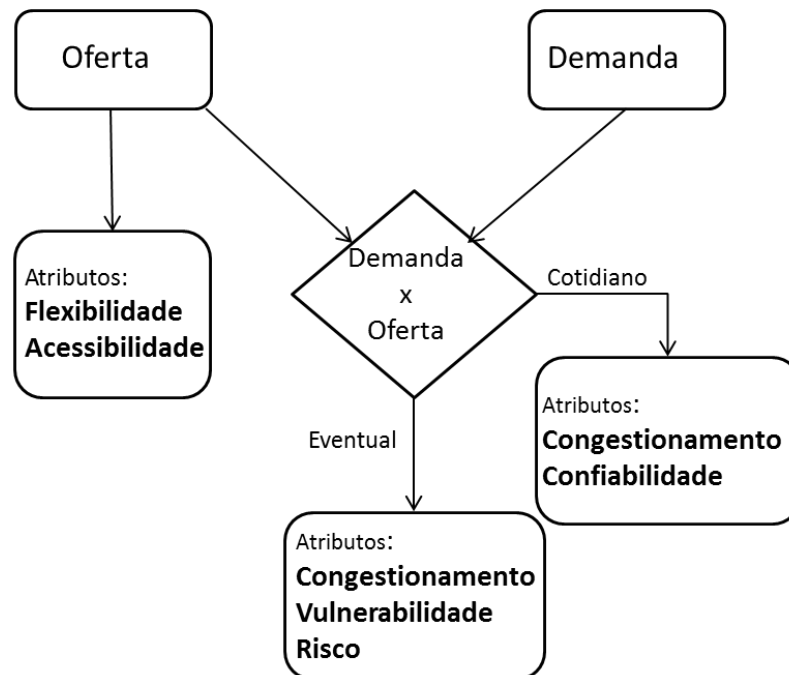 Oferta
Demanda
Demanda
x
Oferta
Atributos:
Flexibilidade
Acessibilidade
Cotidiano
Atributos:
Congestionamento
Confiabilidade
Eventual
Atributos:
Congestionamento
Vulnerabilidade
Risco